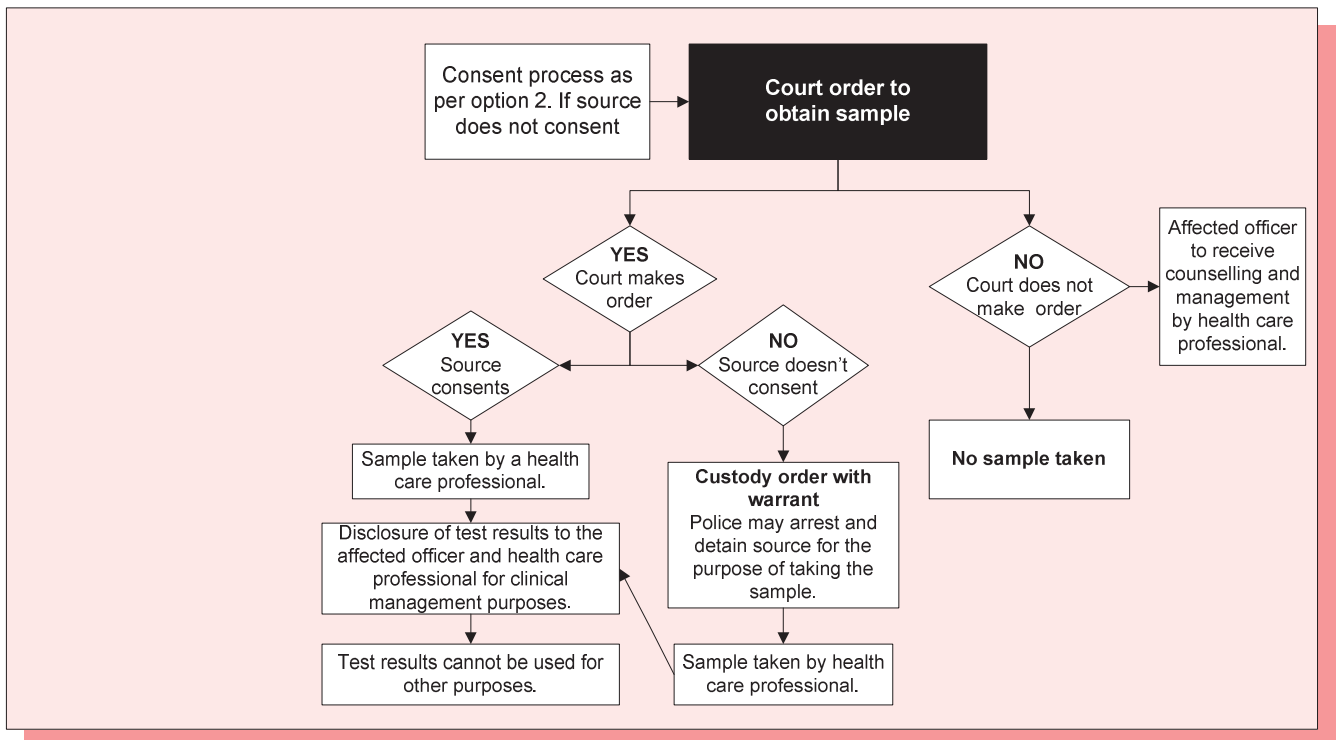 Consent process as
per option 2. If source
does not consent
Court order to
obtain sample
YES
Court makes
order
NO
Court does not
make order
Affected officer
to receive
counselling and
management
by health care
professional.
YES
Source
consents
NO
Source doesn't
consent
Sample taken by a health
care professional.
Custody order with
warrant
Police may arrest and
detain source for the
purpose of taking the
sample.
No sample taken
Disclosure of test results to the
affected officer and health care
professional for clinical
management purposes.
Test results cannot be used for
other purposes.
Sample taken by health
care professional.